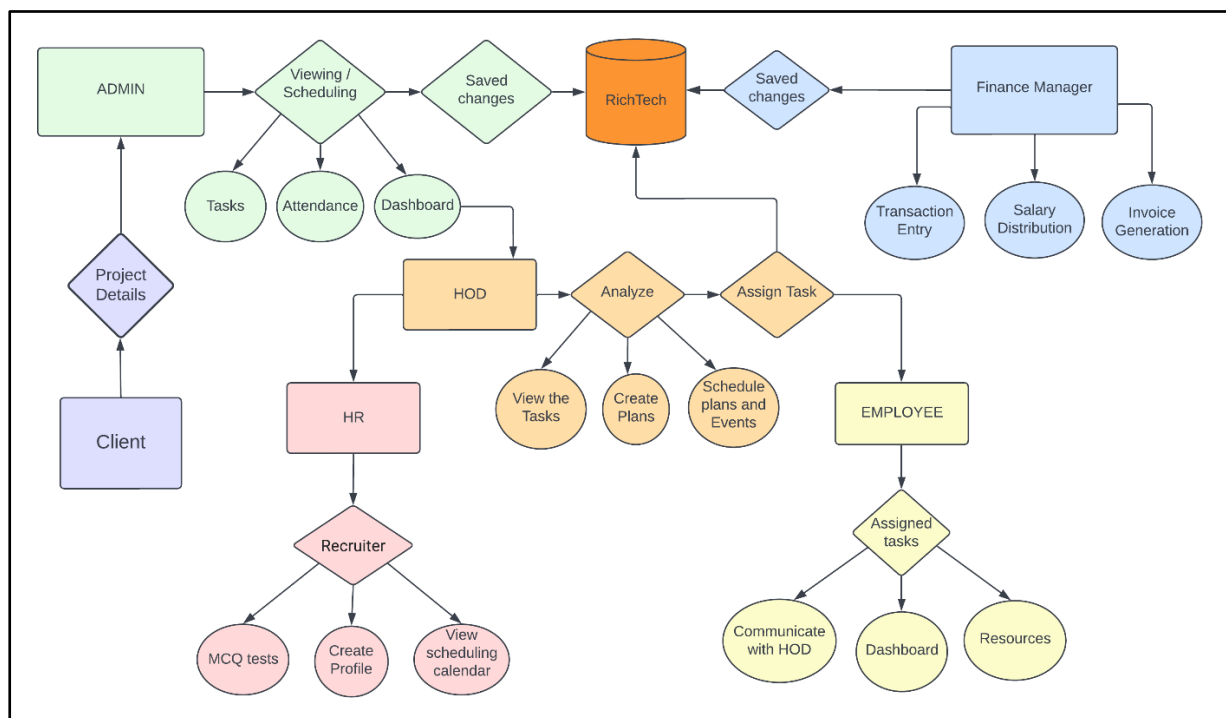 ADMIN
Viewing /
Scheduling
Saved
changes
RichTech
Saved
changes
Finance Manager
Tasks
Attendance
Dashboard
Transaction
Entry
Salary
Distribution
Invoice
Generation
Project
Details
HOD
Analyze
Assign Task
Client
HR
View the
Tasks
Create
Plans
Schedule
plans and
Events
EMPLOYEE
Recruiter
Assigned
tasks
MCQ tests
Create
Profile
View
scheduling
calendar
Communicate
with HOD
Dashboard
Resources